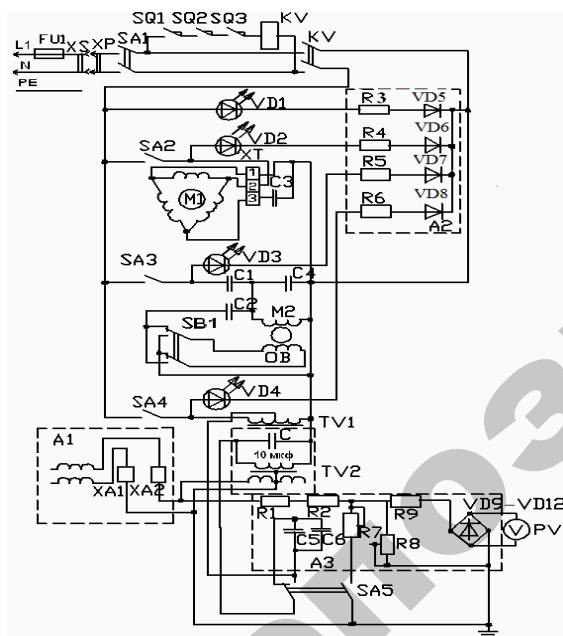 SQ1 SQ2 SQ3 KV
L1 FU1 XS XP SA1 KV
N
PE
VD1 R3 VD5
SA2 VD2 R4 VD6
XT R5 VD7
1
2
3
C3
M1
R6 VD8
A2
SA3 VD3
C1 C4
C2 M2
SB1
OB
SA4 VD4
TV1
C
10 мкф
TV2
A1
XA1 XA2
R1 R2 R9 VD9-VD12
C5 C6 R7 R8 V PV
A3
SA5